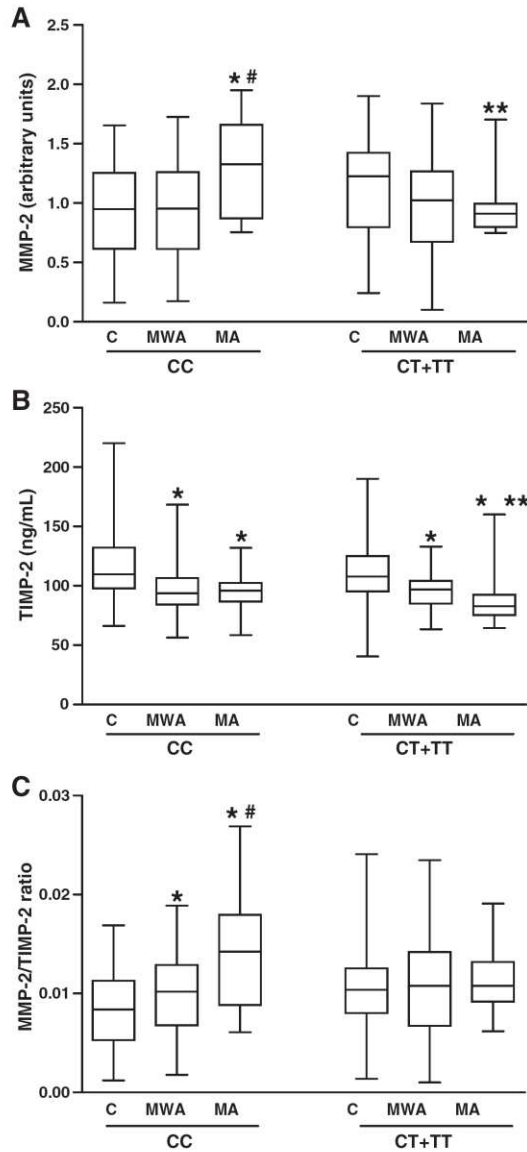 A
MMP-2 (arbitrary units)
2.5
2.0
1.5
1.0
0.5
0.0
* #
**
C MWA MA C MWA MA
CC CT+TT
B
TIMP-2 (ng/mL)
250
200
150
100
50
0
* * * * **
C MWA MA C MWA MA
CC CT+TT
C
MMP-2/TIMP-2 ratio
0.03
0.02
0.01
0.00
* * #
C MWA MA C MWA MA
CC CT+TT